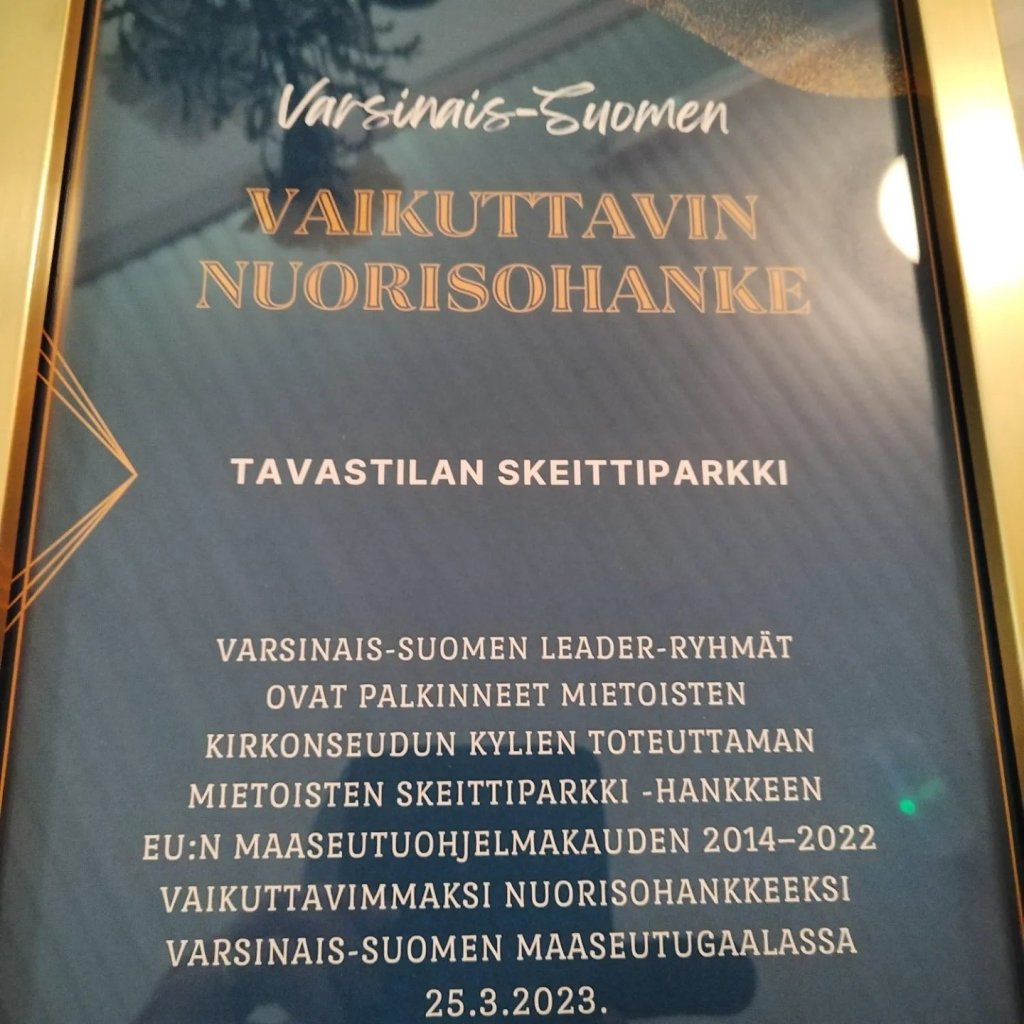 Varsinais-Suomen
VAIKUTTAVIN
NUORISOHANKE
TAVASTILAN SKEITTIPARKKI
VARSINAIS-SUOMEN LEADER-RYHMÄT
OVAT PALKINNEET MIETOISTEN
KIRKONSEUDUN KYLIEN TOTEUTTAMAN
MIETOISTEN SKEITTIPARKKI -HANKKEEN
EU:N MAASEUTUOHJELMAKAUDEN 2014–2022
VAIKUTTAVIMMAKSI NUORISOHANKKEEKSI
VARSINAIS-SUOMEN MAASEUTUGAALASSA
25.3.2023.